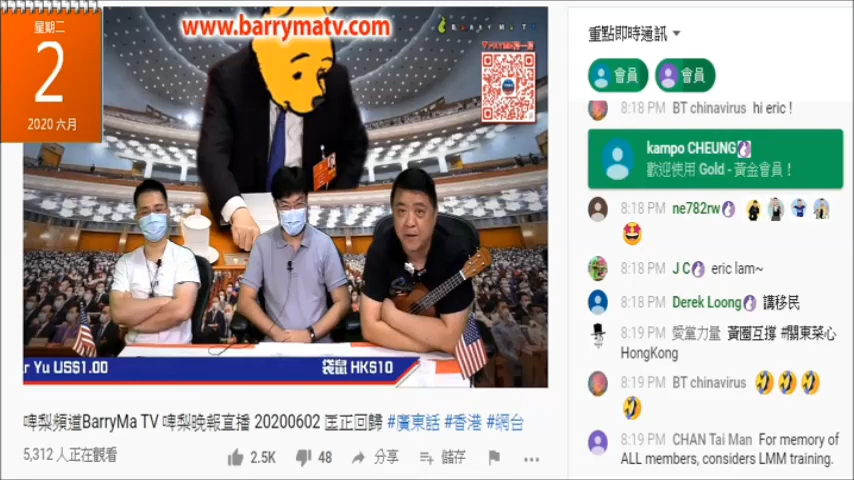 星期二
2
2020 六月
www.barrymatv.com
BARRYMATV
r Yu US$1.00
袋鼠 HK$10
啤梨頻道BarryMa TV 啤梨晚報直播 20200602 匡正回歸 #廣東話 #香港 #網台
5,312 人正在觀看
2.5K
48
分享
儲存
重點即時通訊
會員
會員
8:18 PM BT chinavirus hi eric !
kampo CHEUNG
歡迎使用 Gold - 黃金會員！
8:18 PM ne782rw
8:18 PM J C eric lam~
8:18 PM Derek Loong 講移民
8:19 PM 愛黨力量 黃圈互撐 #關東菜心
HongKong
8:19 PM BT chinavirus
8:19 PM CHAN Tai Man For memory of
ALL members, considers LMM training.